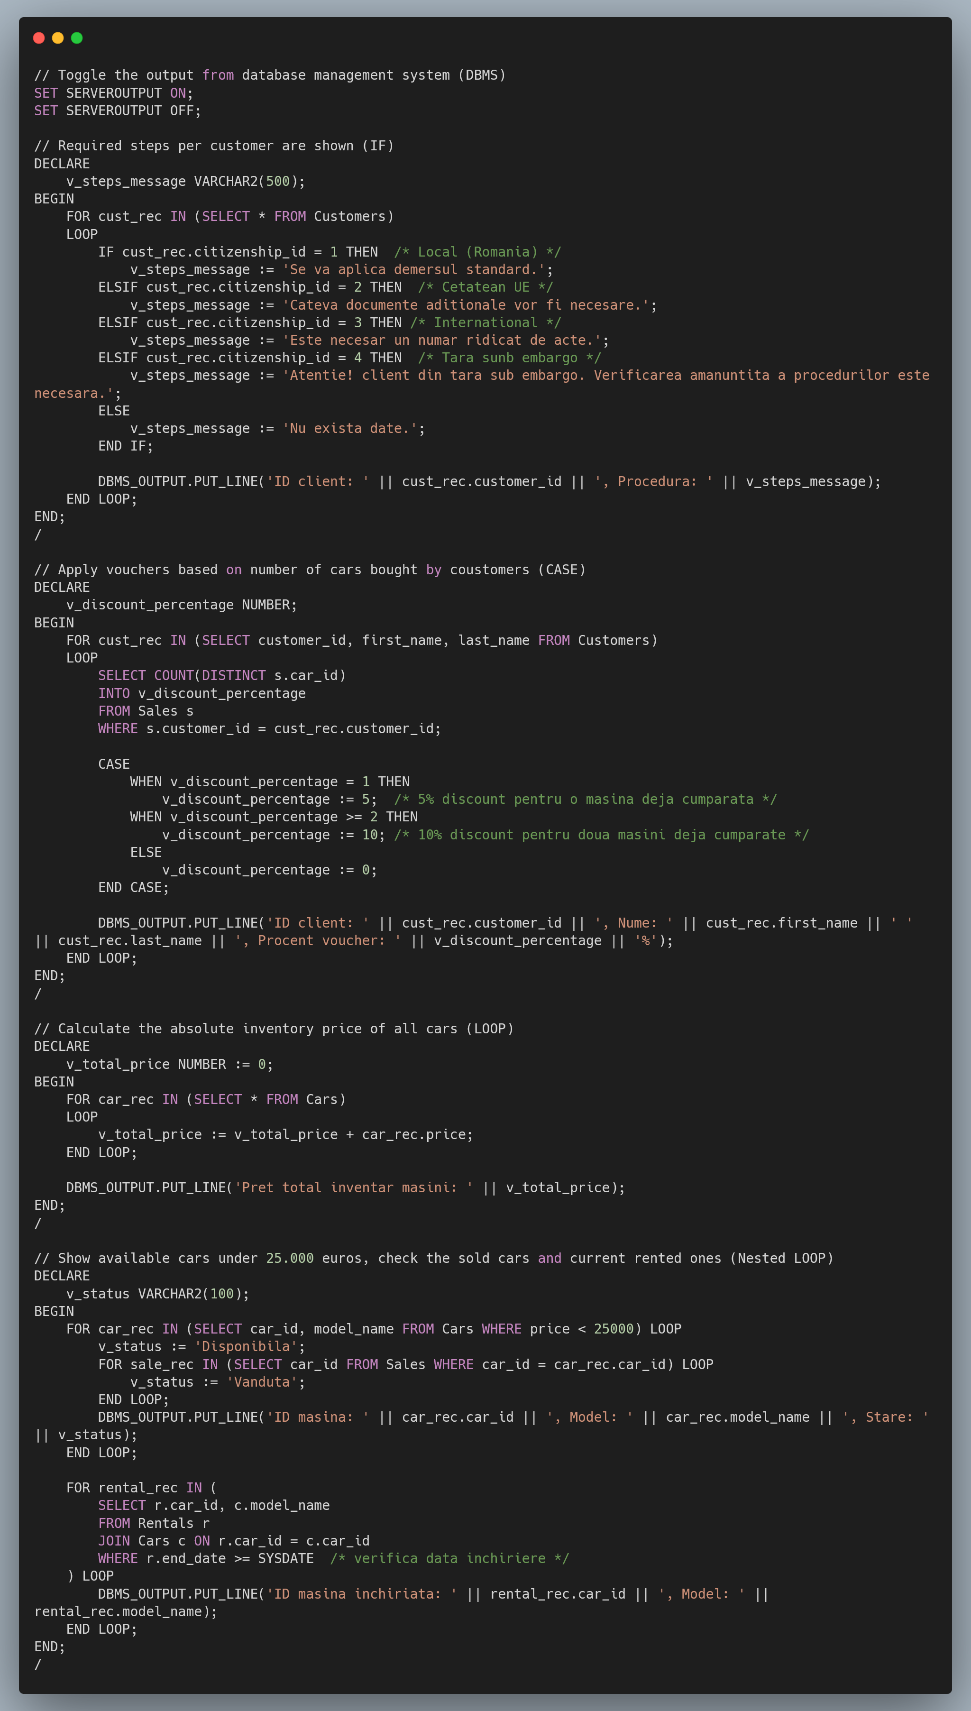 // Toggle the output from database management system (DBMS)
SET SERVEROUTPUT ON;
SET SERVEROUTPUT OFF;

// Required steps per customer are shown (IF)
DECLARE
    v_steps_message VARCHAR2(500);
BEGIN
    FOR cust_rec IN (SELECT * FROM Customers)
    LOOP
        IF cust_rec.citizenship_id = 1 THEN  /* Local (Romania) */
            v_steps_message := 'Se va aplica demersul standard.';
        ELSIF cust_rec.citizenship_id = 2 THEN  /* Cetatean UE */
            v_steps_message := 'Cateva documente aditionale vor fi necesare.';
        ELSIF cust_rec.citizenship_id = 3 THEN /* International */
            v_steps_message := 'Este necesar un numar ridicat de acte.';
        ELSIF cust_rec.citizenship_id = 4 THEN  /* Tara sunb embargo */
            v_steps_message := 'Atentie! client din tara sub embargo. Verificarea amanuntita a procedurilor este
necesara.';
        ELSE
            v_steps_message := 'Nu exista date.';
        END IF;

        DBMS_OUTPUT.PUT_LINE('ID client: ' || cust_rec.customer_id || ', Procedura: ' || v_steps_message);
    END LOOP;
END;
/

// Apply vouchers based on number of cars bought by coustomers (CASE)
DECLARE
    v_discount_percentage NUMBER;
BEGIN
    FOR cust_rec IN (SELECT customer_id, first_name, last_name FROM Customers)
    LOOP
        SELECT COUNT(DISTINCT s.car_id)
        INTO v_discount_percentage
        FROM Sales s
        WHERE s.customer_id = cust_rec.customer_id;

        CASE
            WHEN v_discount_percentage = 1 THEN
                v_discount_percentage := 5;  /* 5% discount pentru o masina deja cumparata */
            WHEN v_discount_percentage >= 2 THEN
                v_discount_percentage := 10; /* 10% discount pentru doua masini deja cumparate */
            ELSE
                v_discount_percentage := 0;
        END CASE;

        DBMS_OUTPUT.PUT_LINE('ID client: ' || cust_rec.customer_id || ', Nume: ' || cust_rec.first_name || ' '
|| cust_rec.last_name || ', Procent voucher: ' || v_discount_percentage || '%');
    END LOOP;
END;
/

// Calculate the absolute inventory price of all cars (LOOP)
DECLARE
    v_total_price NUMBER := 0;
BEGIN
    FOR car_rec IN (SELECT * FROM Cars)
    LOOP
        v_total_price := v_total_price + car_rec.price;
    END LOOP;

    DBMS_OUTPUT.PUT_LINE('Pret total inventar masini: ' || v_total_price);
END;
/

// Show available cars under 25.000 euros, check the sold cars and current rented ones (Nested LOOP)
DECLARE
    v_status VARCHAR2(100);
BEGIN
    FOR car_rec IN (SELECT car_id, model_name FROM Cars WHERE price < 25000) LOOP
        v_status := 'Disponibila';
        FOR sale_rec IN (SELECT car_id FROM Sales WHERE car_id = car_rec.car_id) LOOP
            v_status := 'Vanduta';
        END LOOP;
        DBMS_OUTPUT.PUT_LINE('ID masina: ' || car_rec.car_id || ', Model: ' || car_rec.model_name || ', Stare: '
|| v_status);
    END LOOP;

    FOR rental_rec IN (
        SELECT r.car_id, c.model_name
        FROM Rentals r
        JOIN Cars c ON r.car_id = c.car_id
        WHERE r.end_date >= SYSDATE  /* verifica data inchiriere */
    ) LOOP
        DBMS_OUTPUT.PUT_LINE('ID masina inchiriata: ' || rental_rec.car_id || ', Model: ' ||
rental_rec.model_name);
    END LOOP;
END;
/